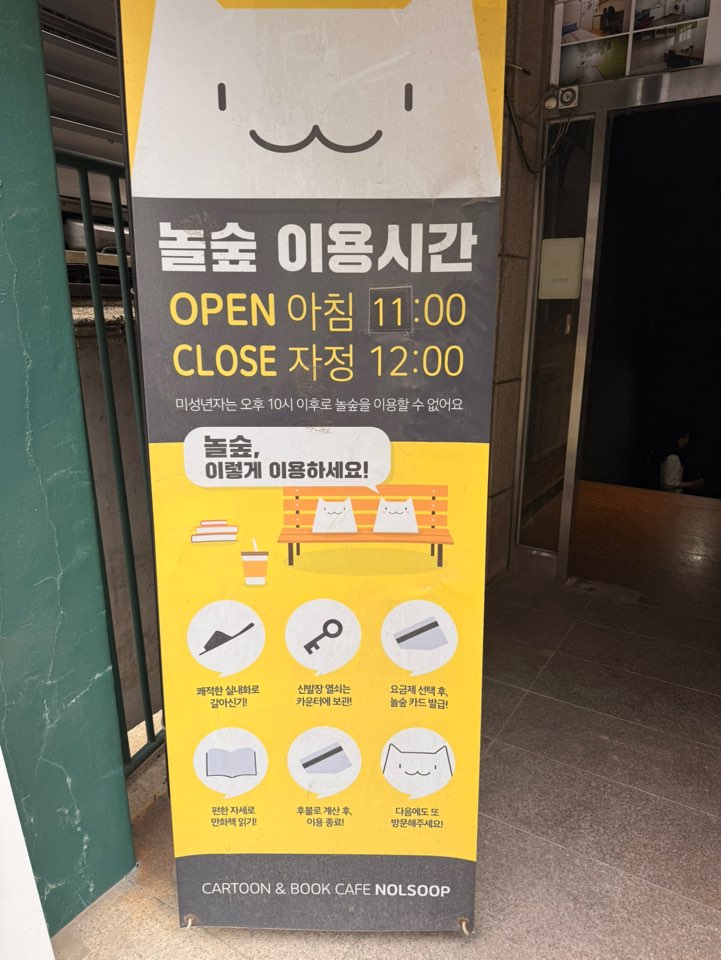 놀숲 이용시간
OPEN 아침 11:00
CLOSE 자정 12:00
미성년자는 오후 10시 이후로 놀숲을 이용할 수 없어요
놀숲,
이렇게 이용하세요!
쾌적한 실내화로
갈아신기!
신발장 열쇠는
카운터에 보관!
요금제 선택 후,
놀숲 카드 발급!
편한 자세로
만화책 읽기!
후불로 계산 후,
이용 종료!
다음에도 또
방문해주세요!
CARTOON & BOOK CAFE NOLSOOP